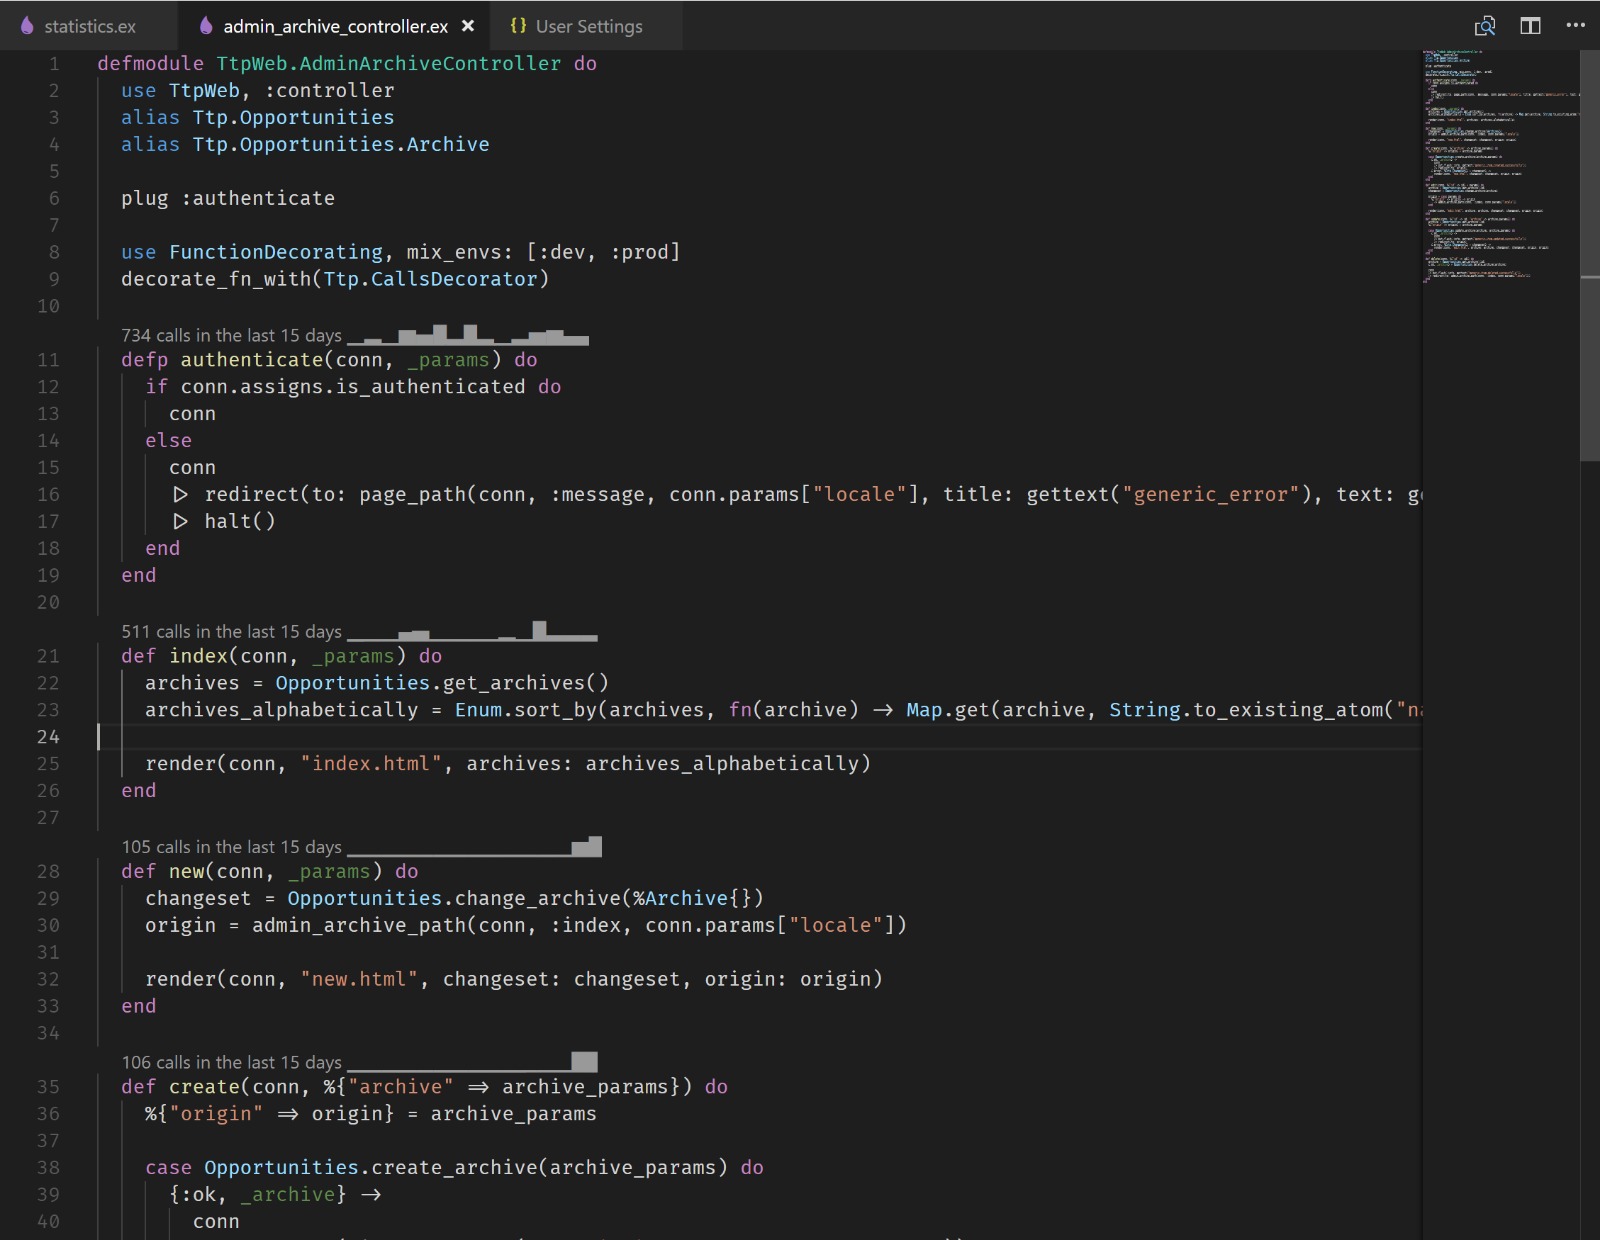 statistics.ex admin_archive_controller.ex × {} User Settings ···
1 defmodule TtpWeb.AdminArchiveController do
2 use TtpWeb, :controller
3 alias Ttp.Opportunities
4 alias Ttp.Opportunities.Archive
5
6 plug :authenticate
7
8 use FunctionDecorating, mix_envs: [:dev, :prod]
9 decorate_fn_with(Ttp.CallsDecorator)
10
734 calls in the last 15 days
11 defp authenticate(conn, _params) do
12 if conn.assigns.is_authenticated do
13 conn
14 else
15 conn
16 ▷ redirect(to: page_path(conn, :message, conn.params["locale"], title: gettext("generic_error"), text: g
17 ▷ halt()
18 end
19 end
20
511 calls in the last 15 days
21 def index(conn, _params) do
22 archives = Opportunities.get_archives()
23 archives_alphabetically = Enum.sort_by(archives, fn(archive) → Map.get(archive, String.to_existing_atom("n
24
25 render(conn, "index.html", archives: archives_alphabetically)
26 end
27
105 calls in the last 15 days
28 def new(conn, _params) do
29 changeset = Opportunities.change_archive(%Archive{})
30 origin = admin_archive_path(conn, :index, conn.params["locale"])
31
32 render(conn, "new.html", changeset: changeset, origin: origin)
33 end
34
106 calls in the last 15 days
35 def create(conn, %{"archive" ⇒ archive_params}) do
36 %{"origin" ⇒ origin} = archive_params
37
38 case Opportunities.create_archive(archive_params) do
39 {:ok, _archive} →
40 conn